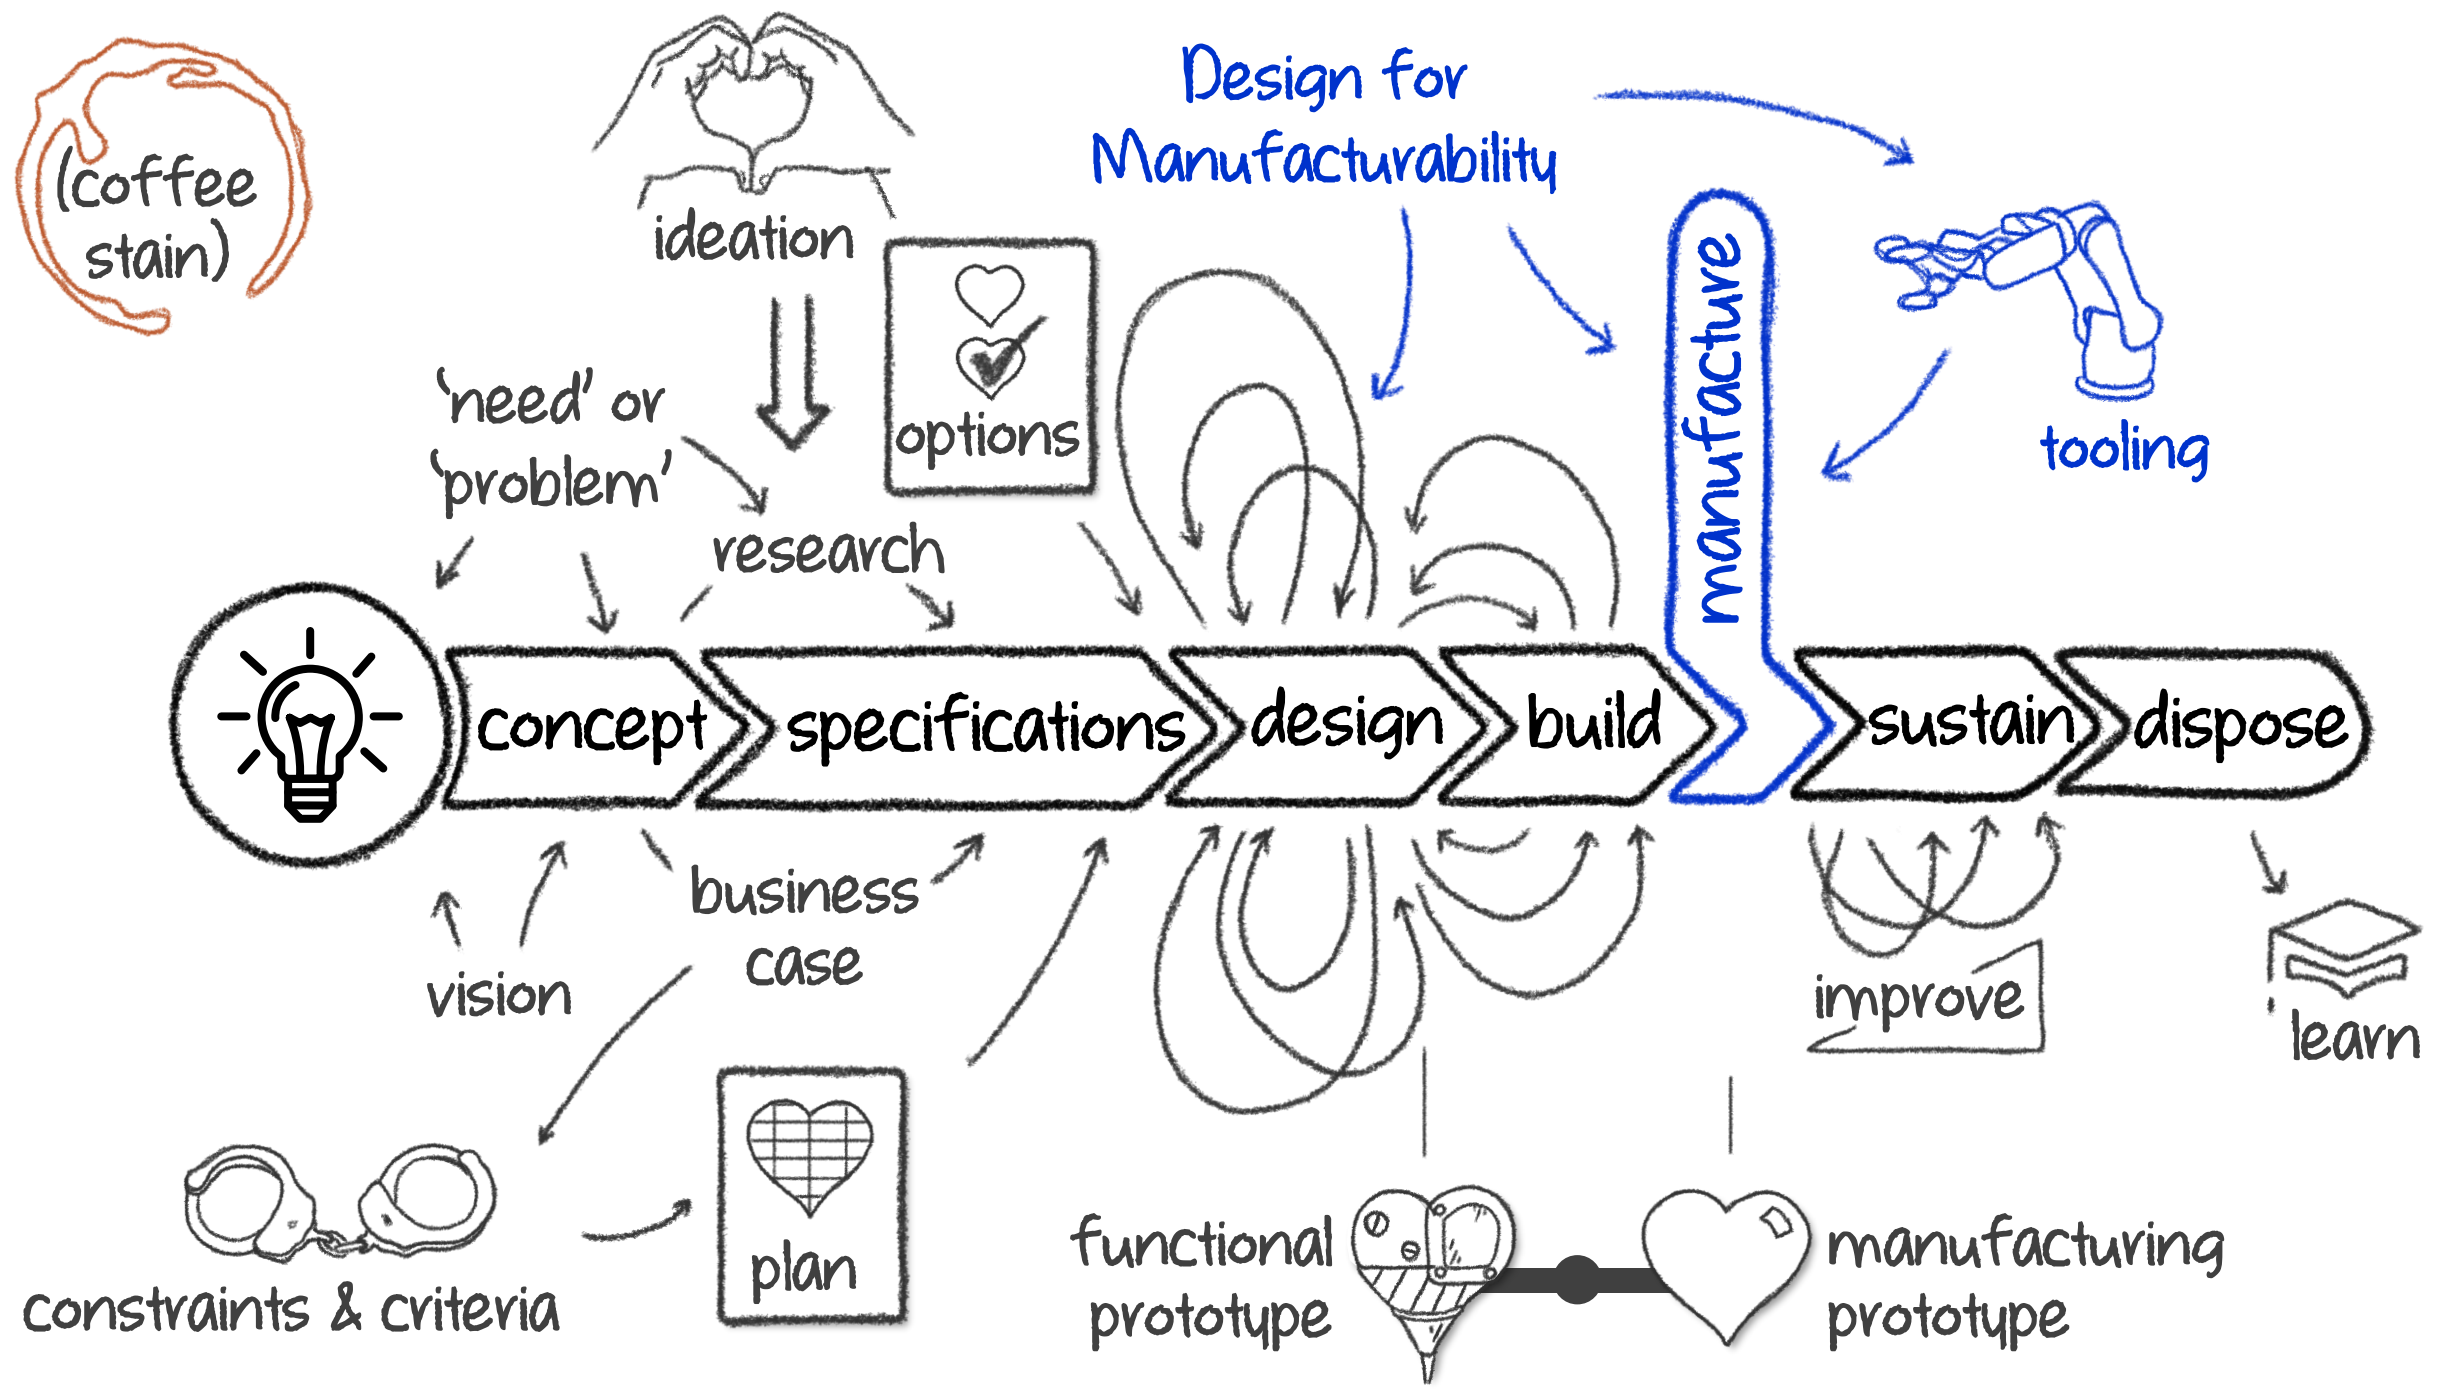 (coffee
stain)
ideation
Design for
Manufacturability
options
'need' or
'problem'
research
manufacture
tooling
concept
specifications
design
build
sustain
dispose
business
case
vision
improve
learn
plan
constraints & criteria
functional
prototype
manufacturing
prototype